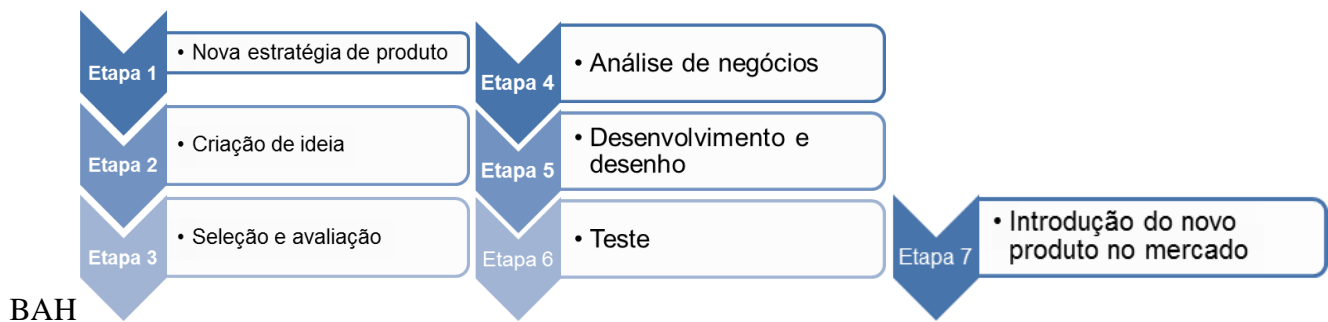 Etapa 1
• Nova estratégia de produto
Etapa 2
• Criação de ideia
Etapa 3
• Seleção e avaliação
Etapa 4
• Análise de negócios
Etapa 5
• Desenvolvimento e
desenho
Etapa 6
• Teste
Etapa 7
• Introdução do novo
produto no mercado
BAH